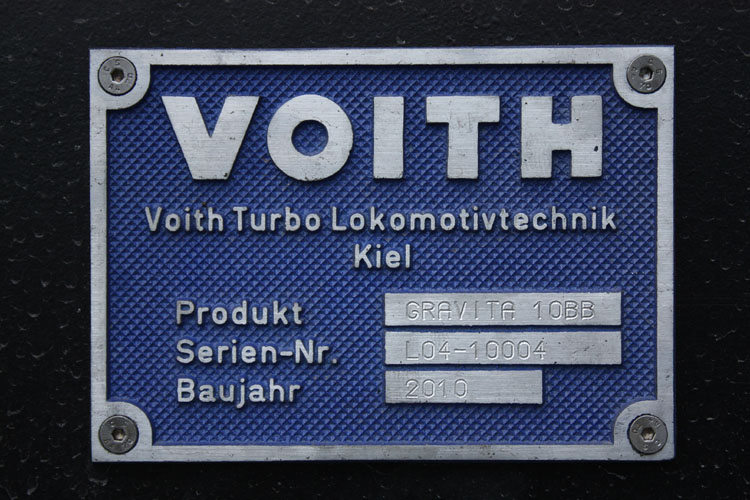 VOITH
Voith Turbo Lokomotivtechnik
Kiel
Produkt GRAVITA 10BB
Serien-Nr. L04-10004
Baujahr 2010